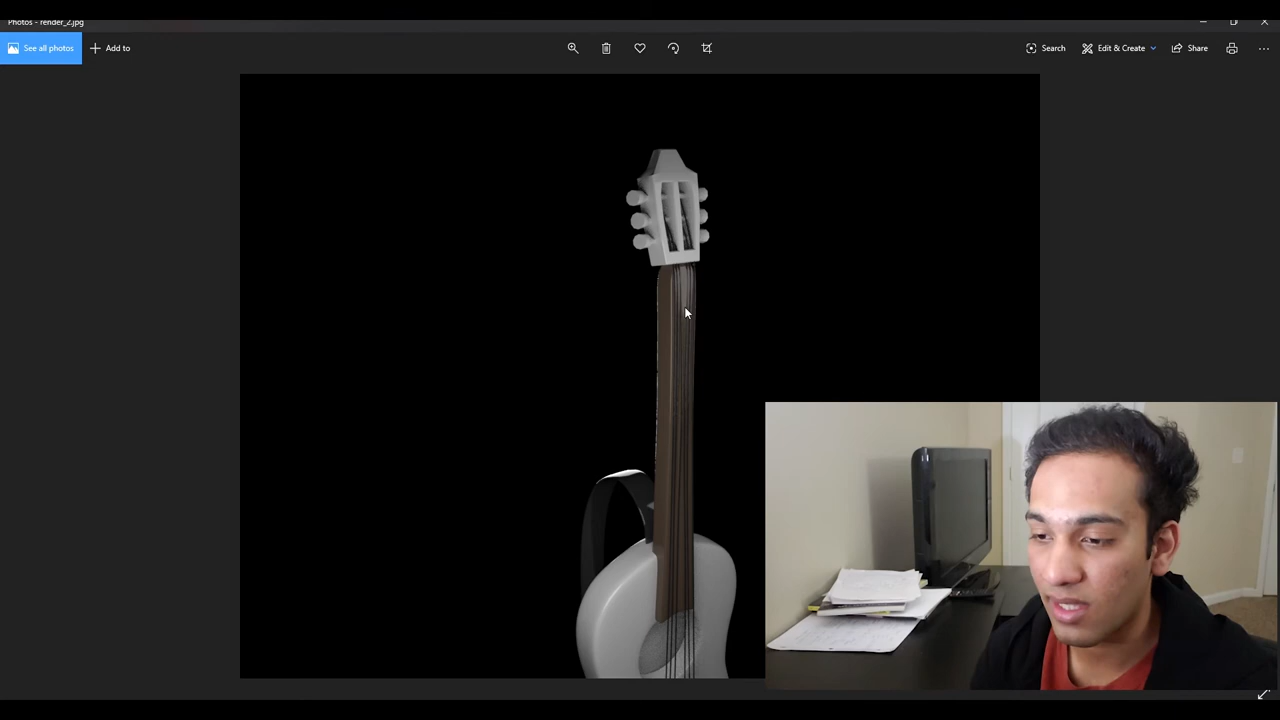 Photos - render_2.jpg
See all photos
Add to
Search
Edit & Create
Share